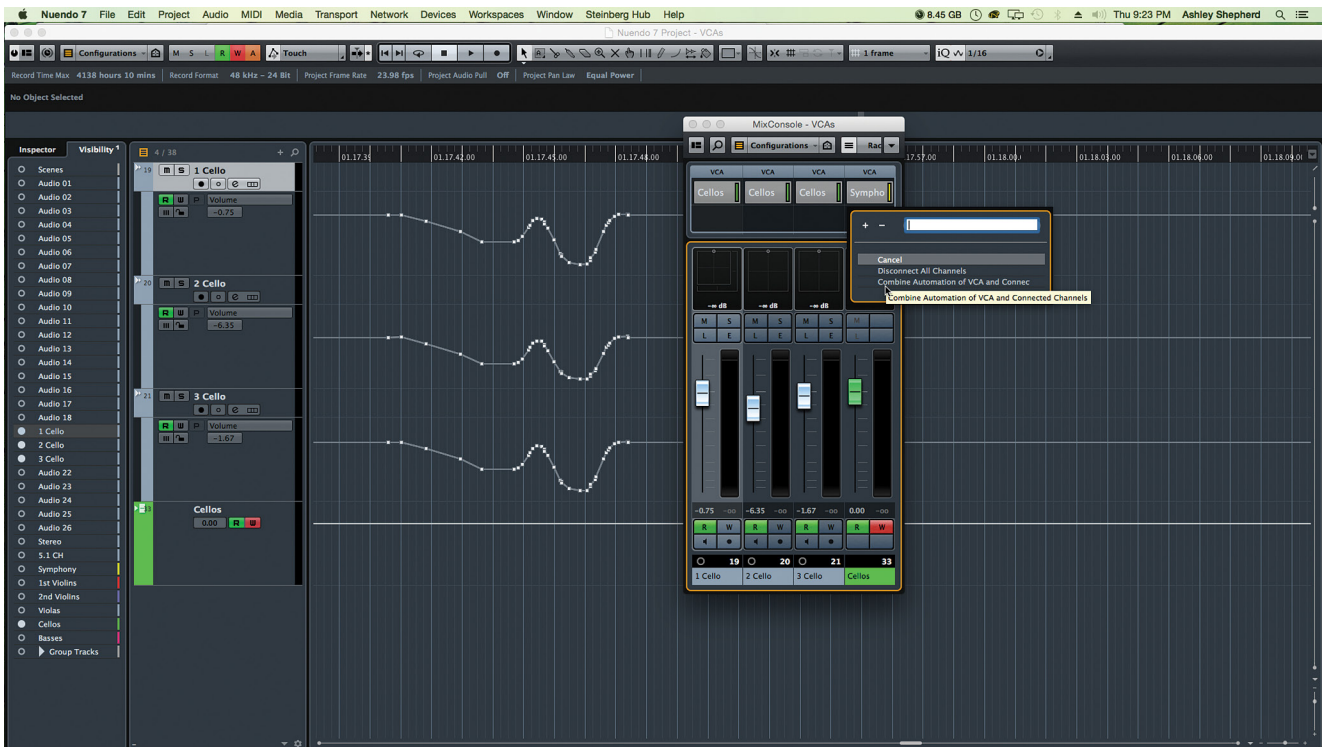 Nuendo 7 File Edit Project Audio MIDI Media Transport Network Devices Workspaces Window Steinberg Hub Help 8.45 GB Thu 9:23 PM Ashley Shepherd
Nuendo 7 Project - VCAs
Configurations M S L R W A Touch 1 frame iQ 1/16
Record Time Max 4138 hours 10 mins Record Format 48 kHz – 24 Bit Project Frame Rate 23.98 fps Project Audio Pull Off Project Pan Law Equal Power
No Object Selected
Inspector Visibility 1
Scenes
Audio 01
Audio 02
Audio 03
Audio 04
Audio 05
Audio 06
Audio 07
Audio 08
Audio 09
Audio 10
Audio 11
Audio 12
Audio 13
Audio 14
Audio 15
Audio 16
Audio 17
Audio 18
1 Cello
2 Cello
3 Cello
Audio 22
Audio 23
Audio 24
Audio 25
Audio 26
Stereo
5.1 CH
Symphony
1st Violins
2nd Violins
Violas
Cellos
Basses
Group Tracks
4 / 38
19 m S 1 Cello
R W P Volume
-0.75
20 m S 2 Cello
R W P Volume
-6.35
21 m S 3 Cello
R W P Volume
-1.67
33 Cellos
0.00 R W
01.17.39 01.17.42.00 01.17.45.00 01.17.48.00 17.57.00 01.18.00. 01.18.03.00 01.18.06.00 01.18.09.0
MixConsole - VCAs
Configurations Rac
VCA VCA VCA VCA
Cellos Cellos Cellos Sympho
Cancel
Disconnect All Channels
Combine Automation of VCA and Connec
Combine Automation of VCA and Connected Channels
-∞ dB -∞ dB -∞ dB
M S M S M S M
L E L E L E L
-0.75 -oo -6.35 -oo -1.67 -oo 0.00 -oo
R W R W R W R W
19 20 21 33
1 Cello 2 Cello 3 Cello Cellos